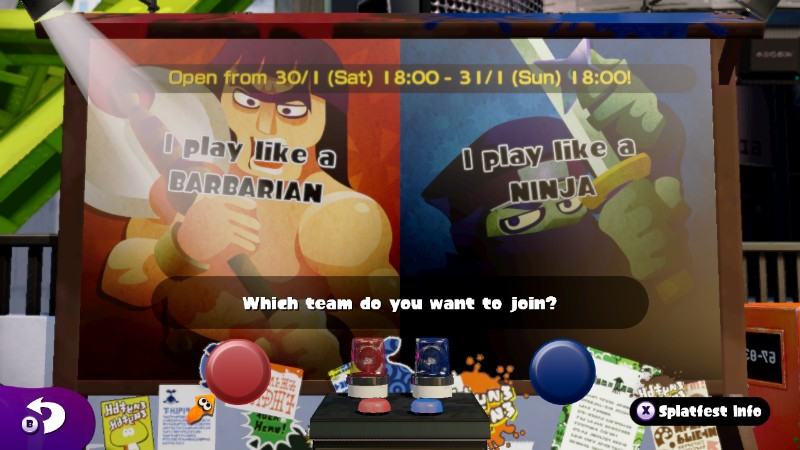 Open from 30/1 (Sat) 18:00 - 31/1 (Sun) 18:00!
I play like a
BARBARIAN
I play like a
NINJA
Which team do you want to join?
B
X Splatfest Info